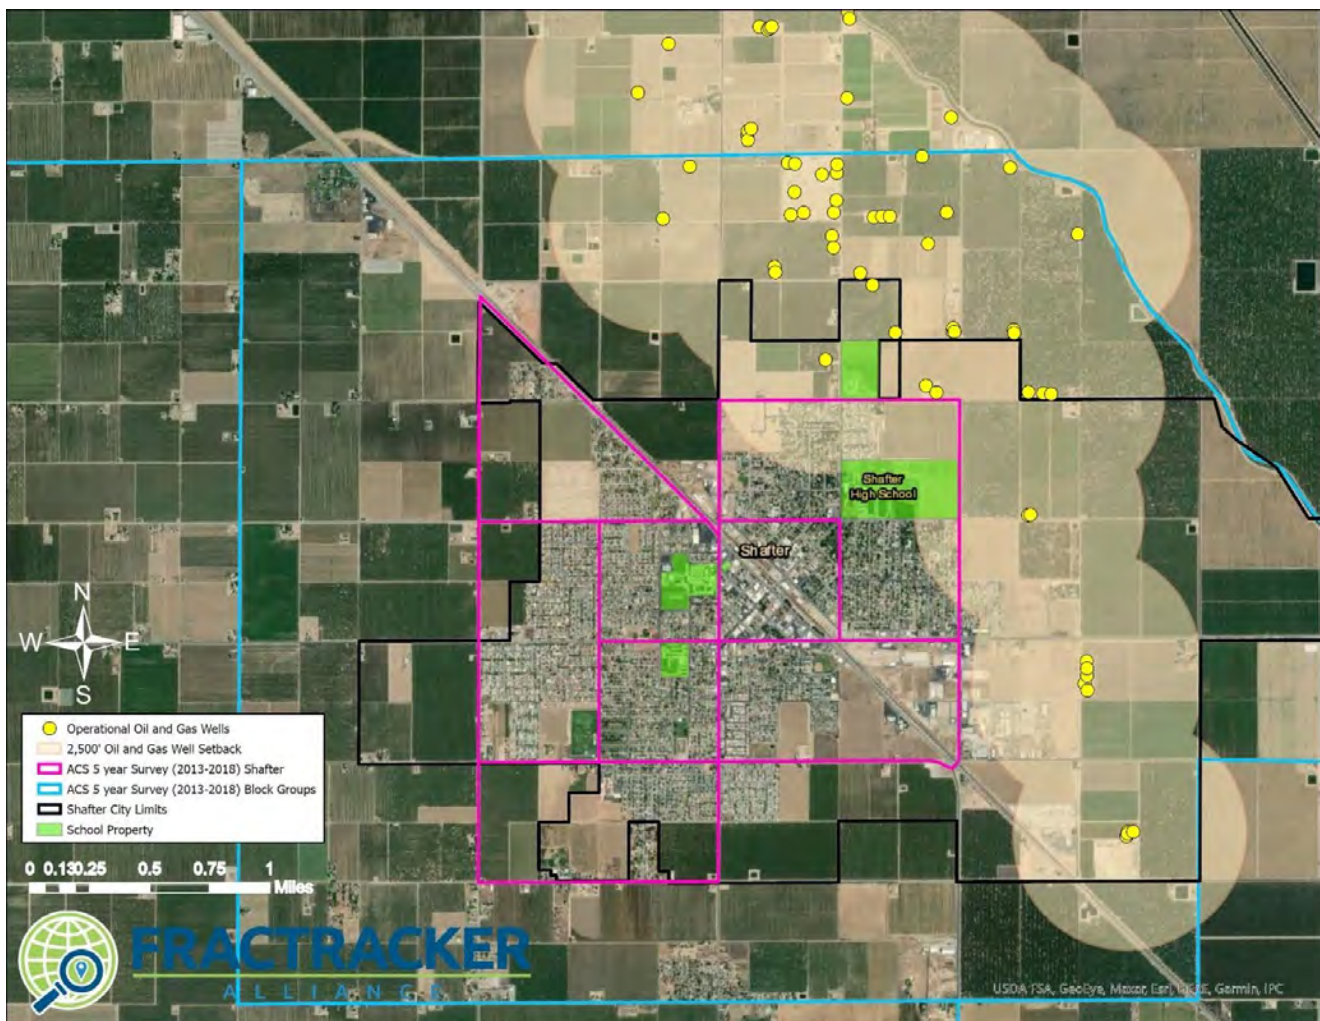 Shafter
High School
Shafter
N
W E
S
Operational Oil and Gas Wells
2,500' Oil and Gas Well Setback
ACS 5 year Survey (2013-2018) Shafter
ACS 5 year Survey (2013-2018) Block Groups
Shafter City Limits
School Property
0 0.130.25 0.5 0.75 1
Miles
FRACTRACKER
ALLIANCE
USDA FSA, GeoEye, Maxar, Esri, HERE, Garmin, IPC